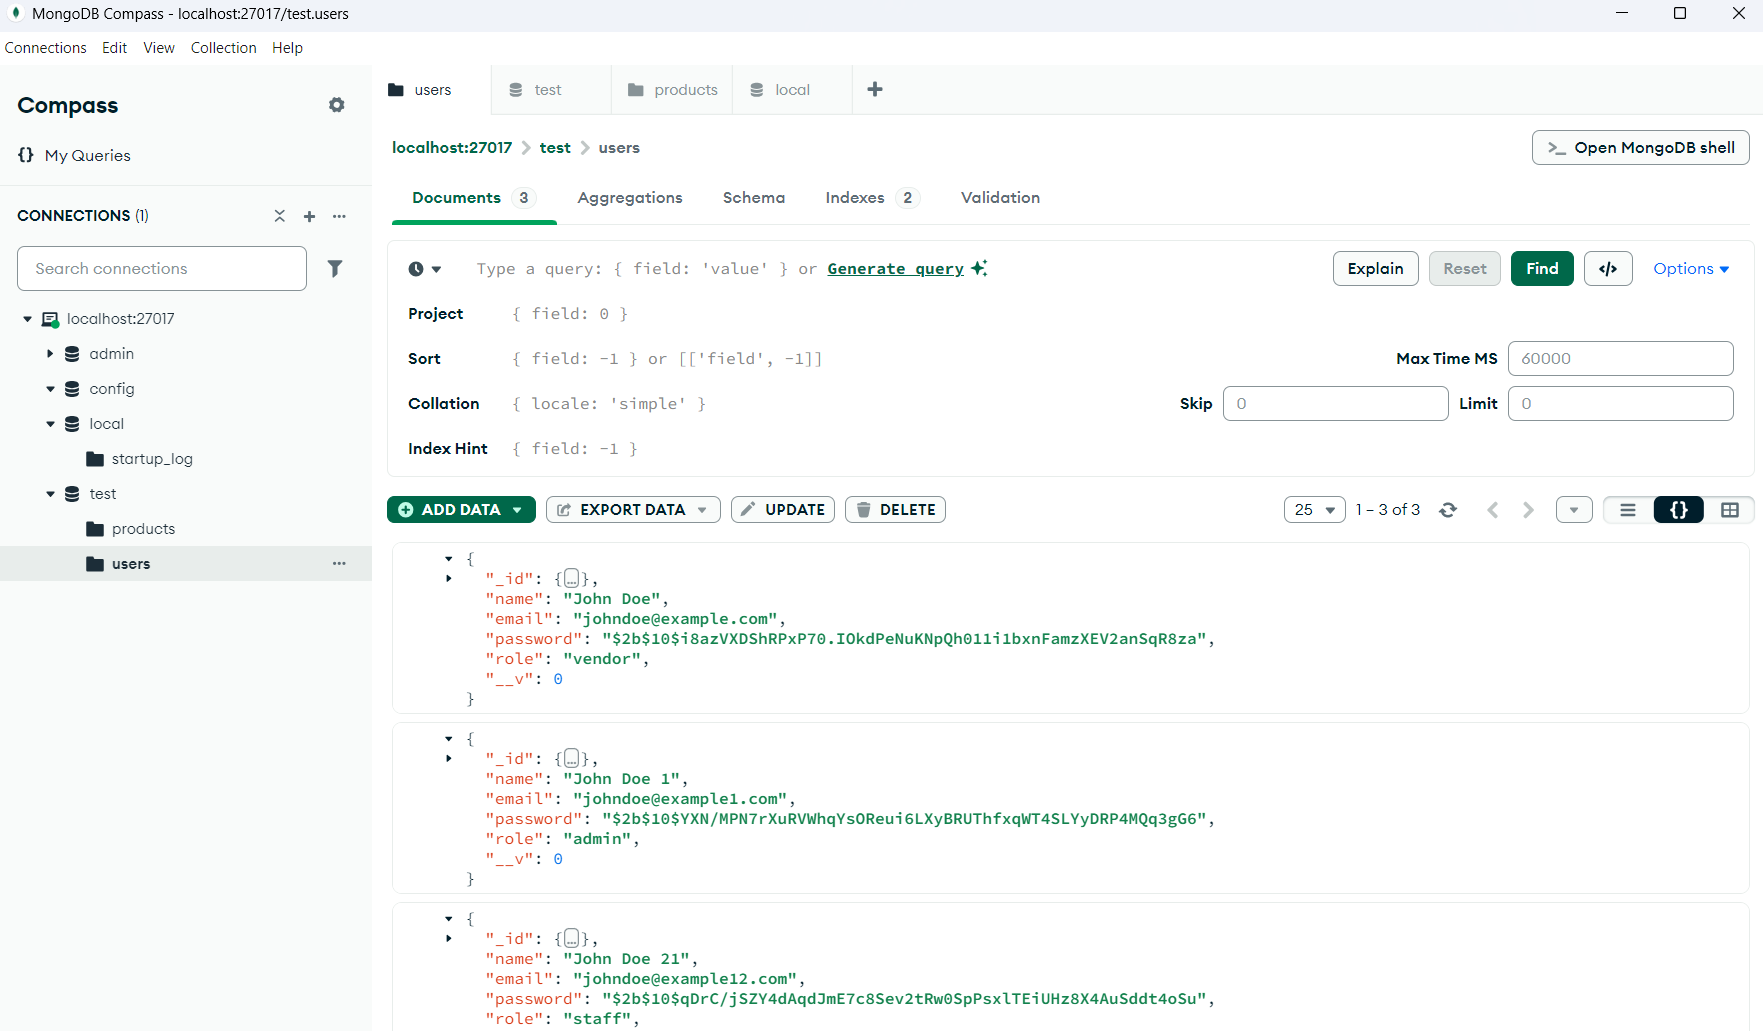 MongoDB Compass - localhost:27017/test.users
Connections Edit View Collection Help
Compass
{} My Queries
CONNECTIONS (1)
Search connections
localhost:27017
admin
config
local
startup_log
test
products
users
users test products local
localhost:27017 > test > users
>_ Open MongoDB shell
Documents 3 Aggregations Schema Indexes 2 Validation
Type a query: { field: 'value' } or Generate query
Explain Reset Find </> Options
Project { field: 0 }
Sort { field: -1 } or [['field', -1]]
Max Time MS 60000
Collation { locale: 'simple' }
Skip 0 Limit 0
Index Hint { field: -1 }
ADD DATA EXPORT DATA UPDATE DELETE
25 1 – 3 of 3 {}
{
"_id": {…},
"name": "John Doe",
"email": "johndoe@example.com",
"password": "$2b$10$i8azVXDShRPxP70.IOkdPeNuKNpQh011i1bxnFamzXEV2anSqR8za",
"role": "vendor",
"__v": 0
}
{
"_id": {…},
"name": "John Doe 1",
"email": "johndoe@example1.com",
"password": "$2b$10$YXN/MPN7rXuRVWhqYsOReui6LXyBRUThfxqWT4SLYyDRP4MQq3gG6",
"role": "admin",
"__v": 0
}
{
"_id": {…},
"name": "John Doe 21",
"email": "johndoe@example12.com",
"password": "$2b$10$qDrC/jSZY4dAqdJmE7c8Sev2tRw0SpPsxlTEiUHz8X4AuSddt4oSu",
"role": "staff",